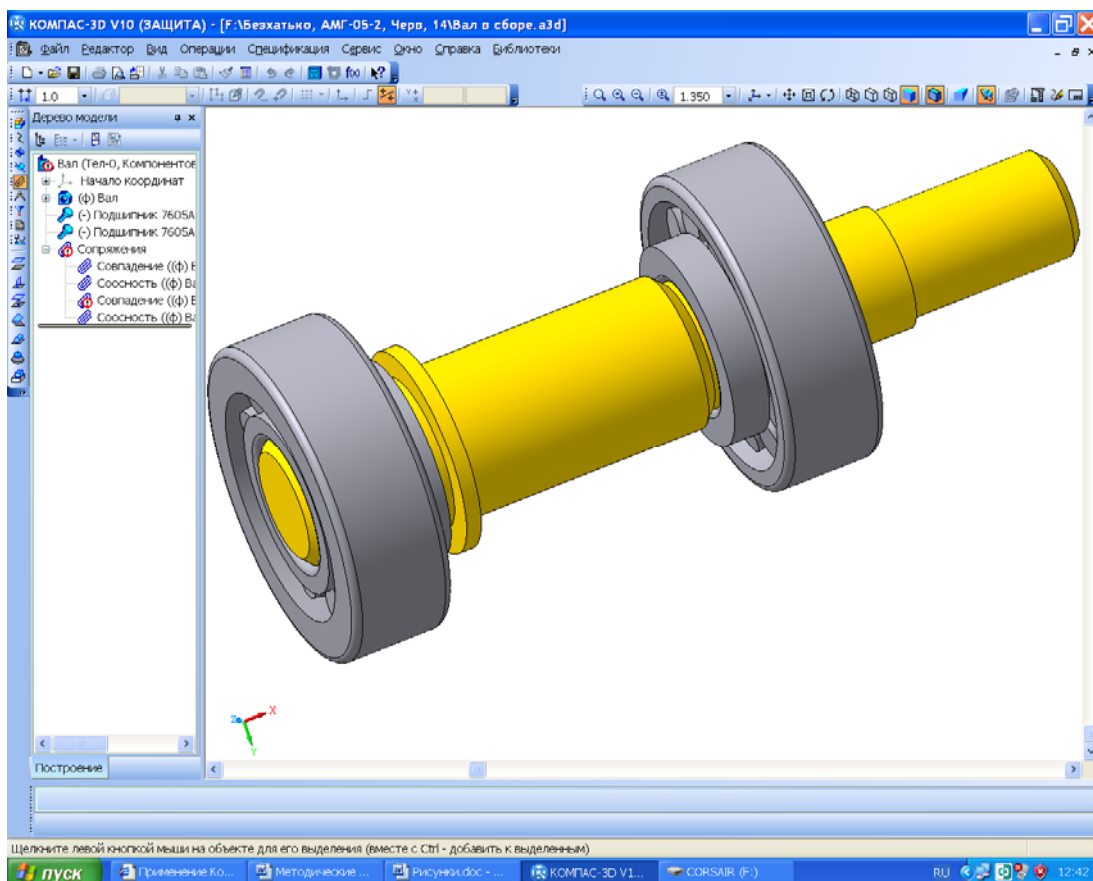 КОМПАС-3D V10 (ЗАЩИТА) - [F:\Безхатько, АМГ-05-2, Черв, 14\Вал в сборе.a3d]
Файл Редактор Вид Операции Спецификация Сервис Окно Справка Библиотеки
f(x)
1.0
1.350
Дерево модели
Вал (Тел-0, Компонентов
Начало координат
(ф) Вал
(-) Подшипник 7605А
(-) Подшипник 7605А
Сопряжения
Совпадение ((ф) В
Соосность ((ф) Ва
Совпадение ((ф) В
Соосность ((ф) Ва
Z X
Y
Построение
Щелкните левой кнопкой мыши на объекте для его выделения (вместе с Ctrl - добавить к выделенным)
пуск Применение Ко... Методические ... Рисунки.doc - ... КОМПАС-3D V1... CORSAIR (F:) RU 12:42